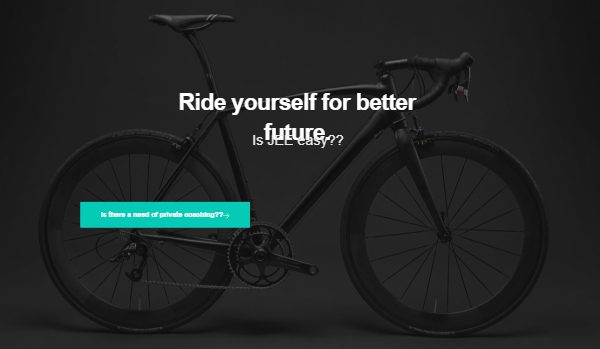 Ride yourself for better
future.
Is JEE easy??
Is there a need of private coaching??→